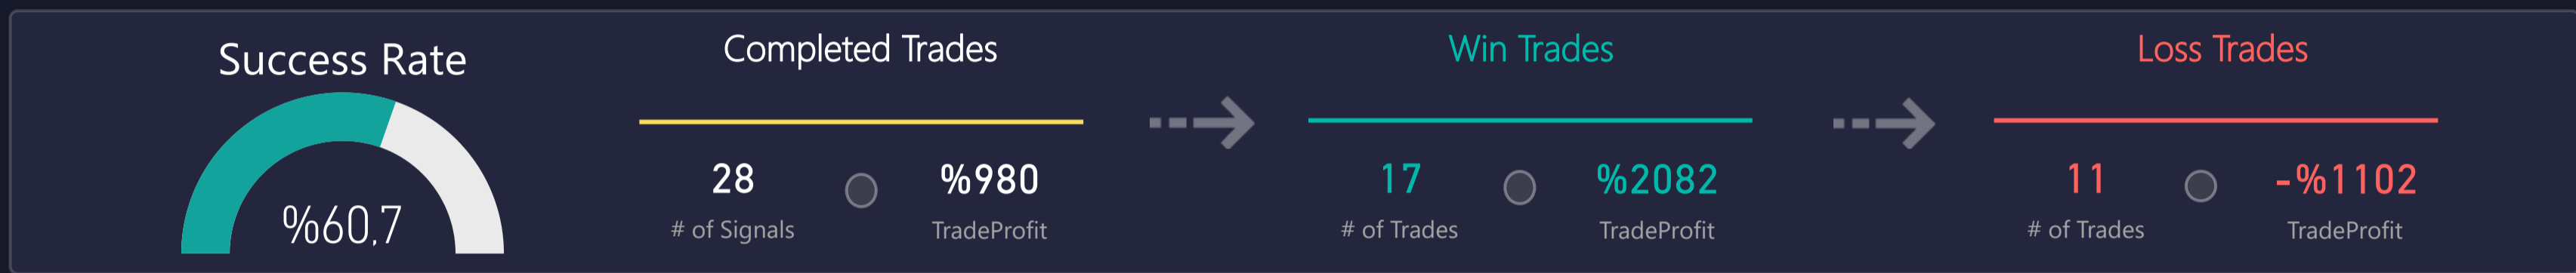 Success Rate
%60,7
Completed Trades
28
# of Signals
%980
TradeProfit
Win Trades
17
# of Trades
%2082
TradeProfit
Loss Trades
11
# of Trades
-%1102
TradeProfit